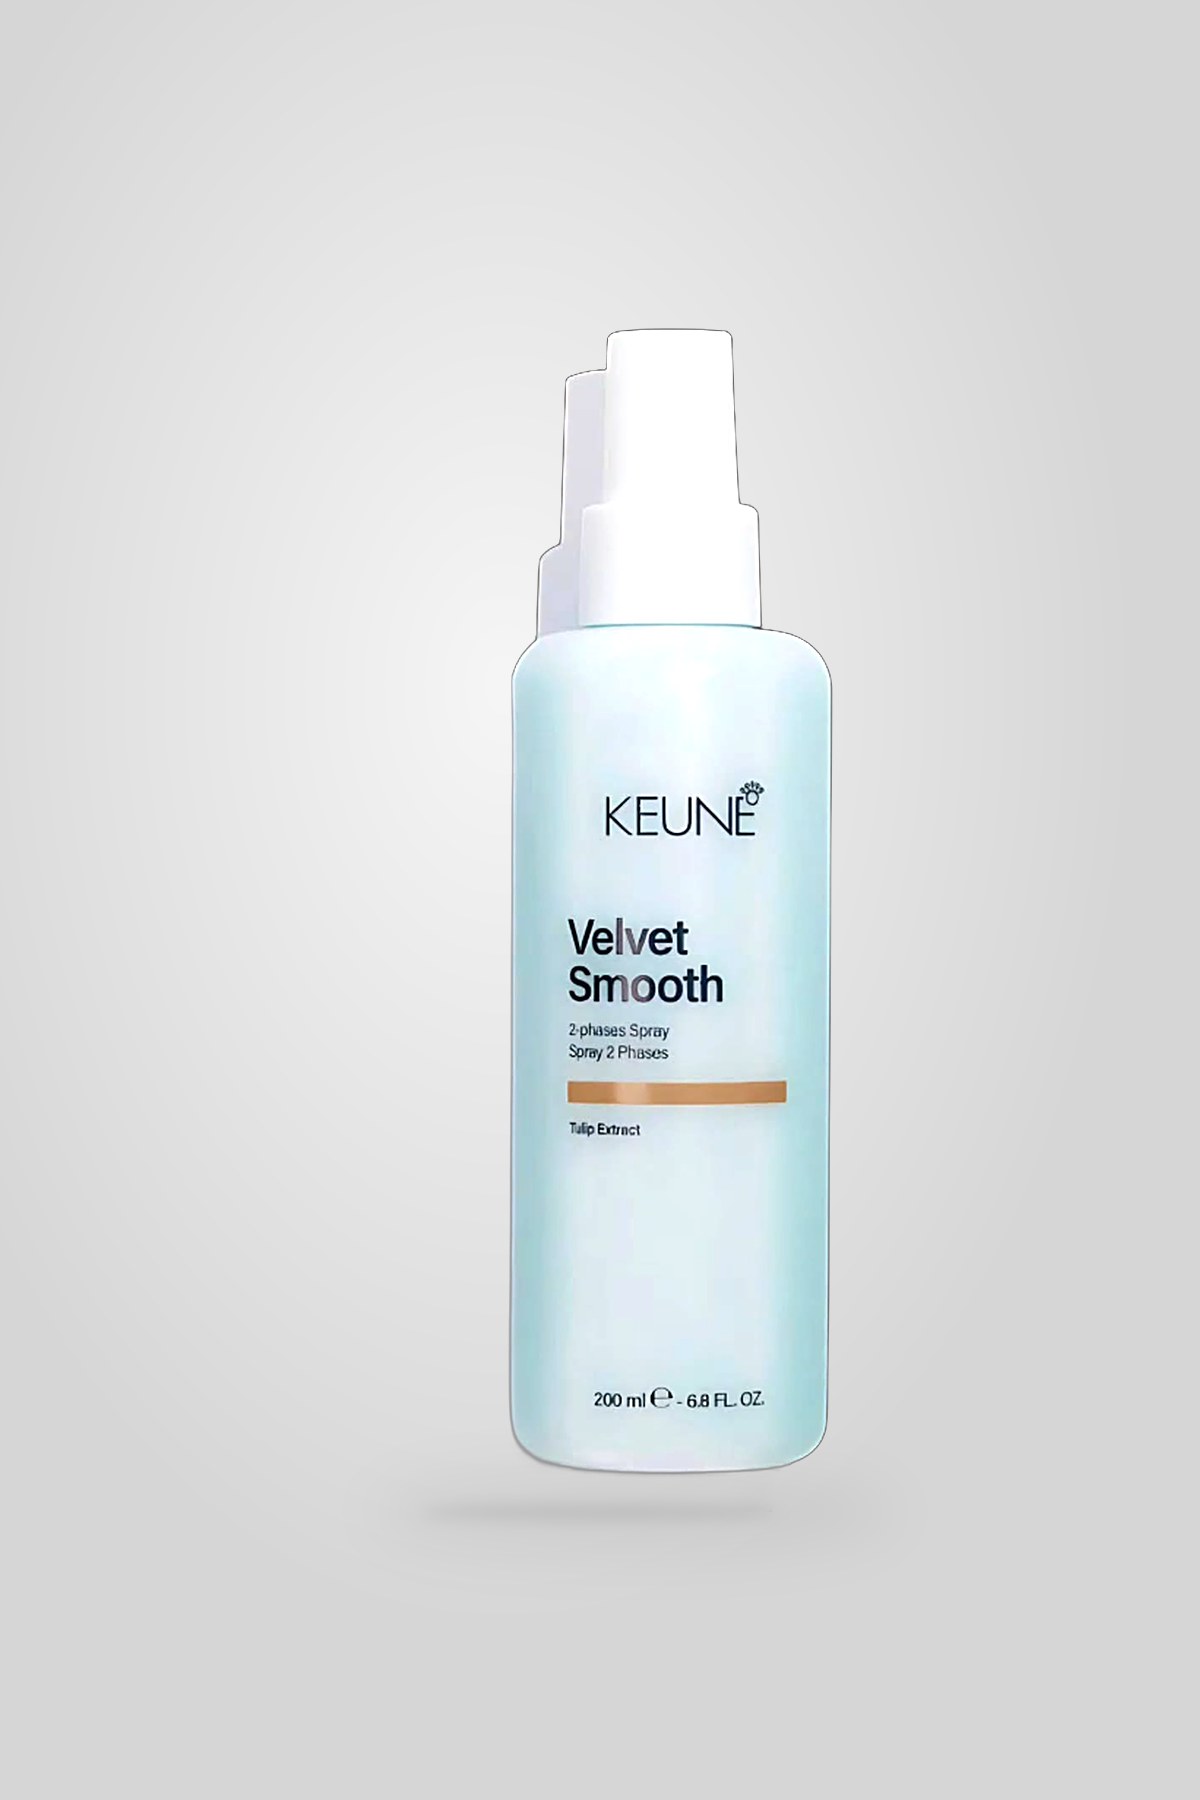 KEUNE
Velvet
Smooth
2-phases Spray
Spray 2 Phases
Tulip Extract
200 ml ℮ - 6.8 FL. OZ.